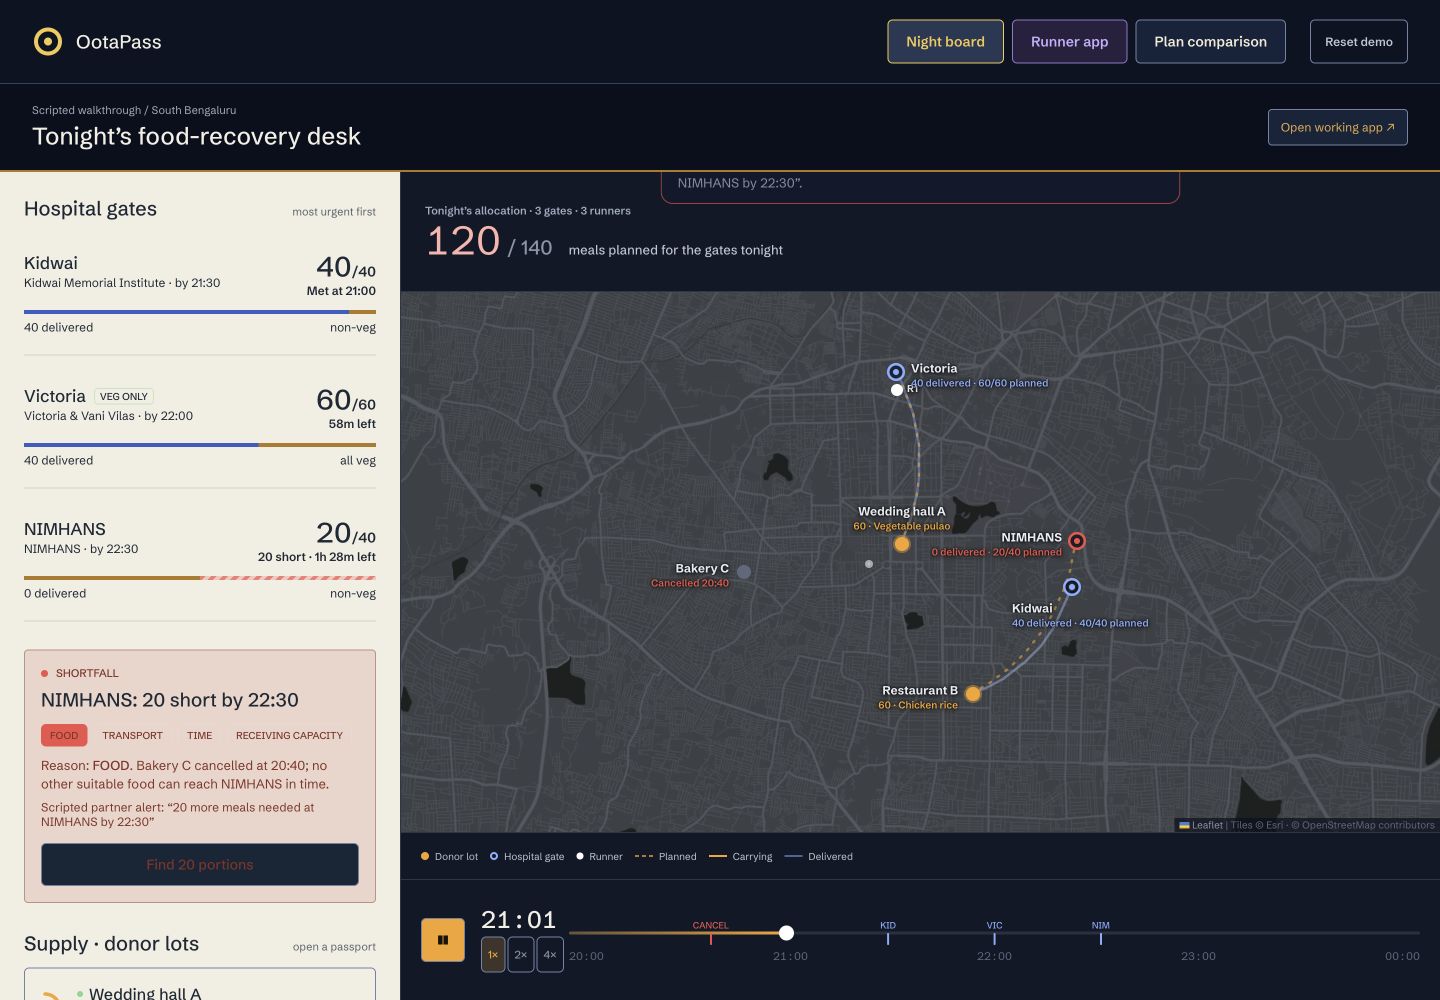 OotaPass
Night board
Runner app
Plan comparison
Reset demo
Scripted walkthrough / South Bengaluru
Tonight’s food-recovery desk
Open working app ↗
Hospital gates
most urgent first
Kidwai
40/40
Kidwai Memorial Institute · by 21:30
Met at 21:00
40 delivered
non-veg
Victoria
VEG ONLY
60/60
Victoria & Vani Vilas · by 22:00
58m left
40 delivered
all veg
NIMHANS
20/40
NIMHANS · by 22:30
20 short · 1h 28m left
0 delivered
non-veg
SHORTFALL
NIMHANS: 20 short by 22:30
FOOD
TRANSPORT
TIME
RECEIVING CAPACITY
Reason: FOOD. Bakery C cancelled at 20:40; no
other suitable food can reach NIMHANS in time.
Scripted partner alert: “20 more meals needed at
NIMHANS by 22:30”
Find 20 portions
Supply · donor lots
open a passport
Wedding hall A
NIMHANS by 22:30”.
Tonight’s allocation · 3 gates · 3 runners
120 / 140 meals planned for the gates tonight
Victoria
40 delivered · 60/60 planned
R1
Wedding hall A
60 · Vegetable pulao
NIMHANS
0 delivered · 20/40 planned
Bakery C
Cancelled 20:40
Kidwai
40 delivered · 40/40 planned
Restaurant B
60 · Chicken rice
Leaflet | Tiles © Esri · © OpenStreetMap contributors
Donor lot
Hospital gate
Runner
Planned
Carrying
Delivered
21:01
1×
2×
4×
CANCEL
KID
VIC
NIM
20:00
21:00
22:00
23:00
00:00